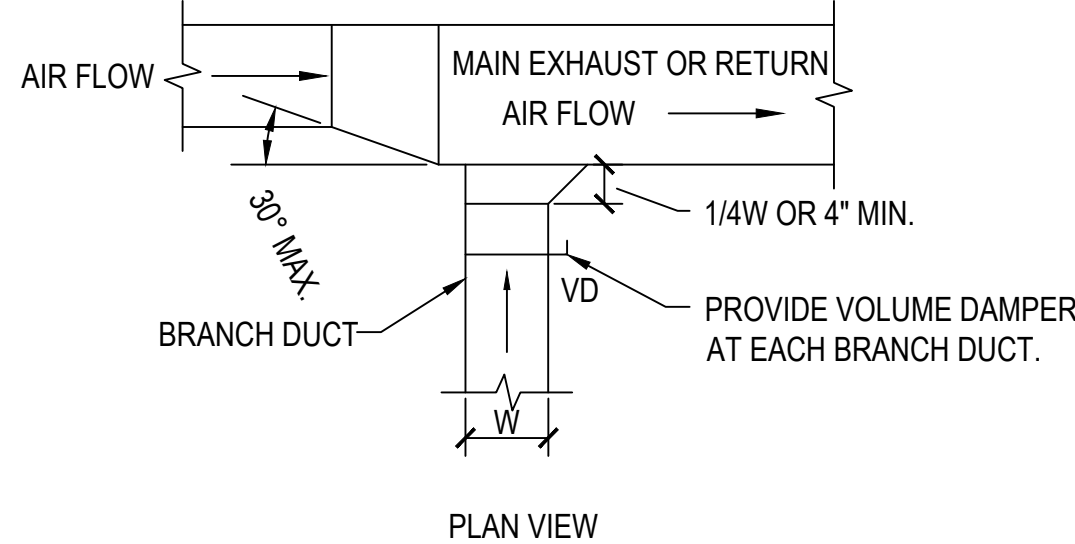 AIR FLOW
MAIN EXHAUST OR RETURN
AIR FLOW
30° MAX.
1/4W OR 4" MIN.
VD
BRANCH DUCT
PROVIDE VOLUME DAMPER
AT EACH BRANCH DUCT.
W
PLAN VIEW